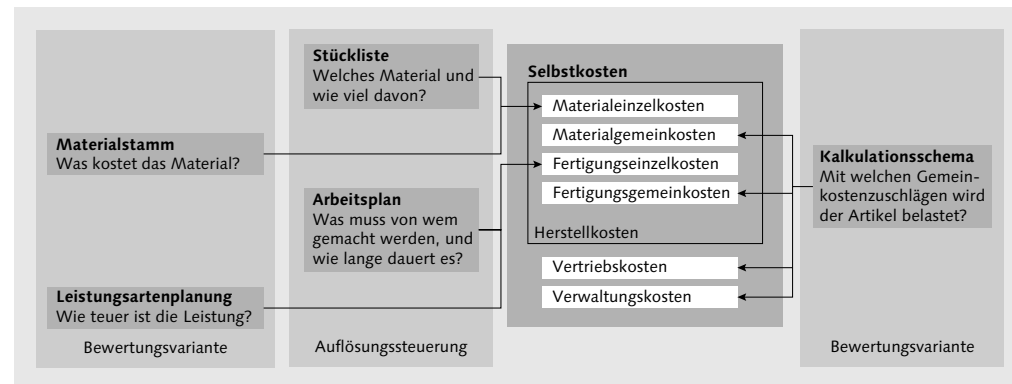 Materialstamm
Was kostet das Material?
Leistungsartenplanung
Wie teuer ist die Leistung?
Bewertungsvariante
Stückliste
Welches Material und
wie viel davon?
Arbeitsplan
Was muss von wem
gemacht werden, und
wie lange dauert es?
Auflösungssteuerung
Selbstkosten
Materialeinzelkosten
Materialgemeinkosten
Fertigungseinzelkosten
Fertigungsgemeinkosten
Herstellkosten
Vertriebskosten
Verwaltungskosten
Kalkulationsschema
Mit welchen Gemein-
kostenzuschlägen wird
der Artikel belastet?
Bewertungsvariante